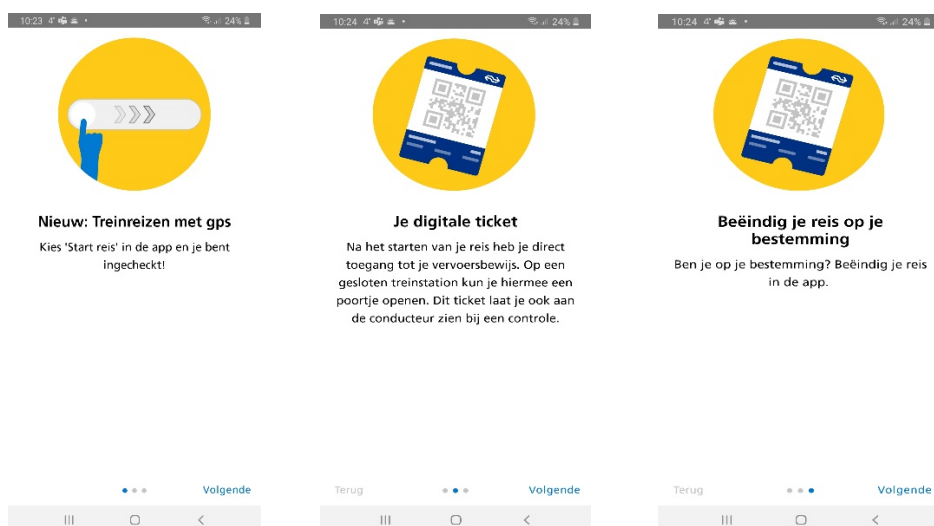 10:23
24%
Nieuw: Treinreizen met gps
Kies 'Start reis' in de app en je bent
ingecheckt!
Volgende
10:24
24%
Je digitale ticket
Na het starten van je reis heb je direct
toegang tot je vervoersbewijs. Op een
gesloten treinstation kun je hiermee een
poortje openen. Dit ticket laat je ook aan
de conducteur zien bij een controle.
Terug
Volgende
10:24
24%
Beëindig je reis op je
bestemming
Ben je op je bestemming? Beëindig je reis
in de app.
Terug
Volgende